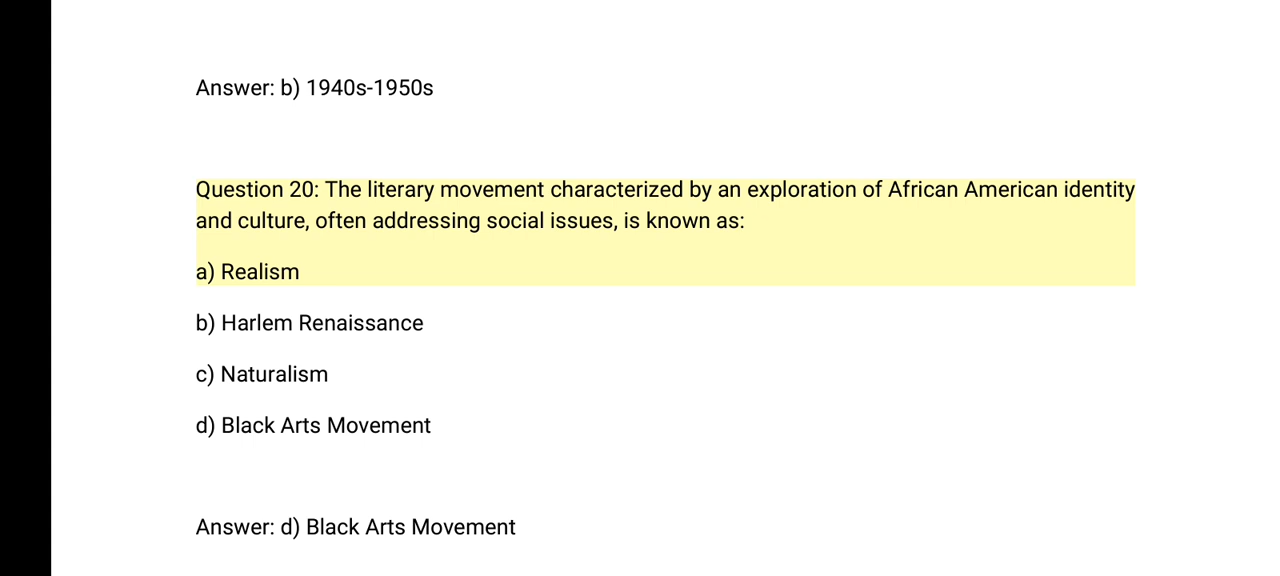 Answer: b) 1940s-1950s
Question 20: The literary movement characterized by an exploration of African American identity
and culture, often addressing social issues, is known as:
a) Realism
b) Harlem Renaissance
c) Naturalism
d) Black Arts Movement
Answer: d) Black Arts Movement